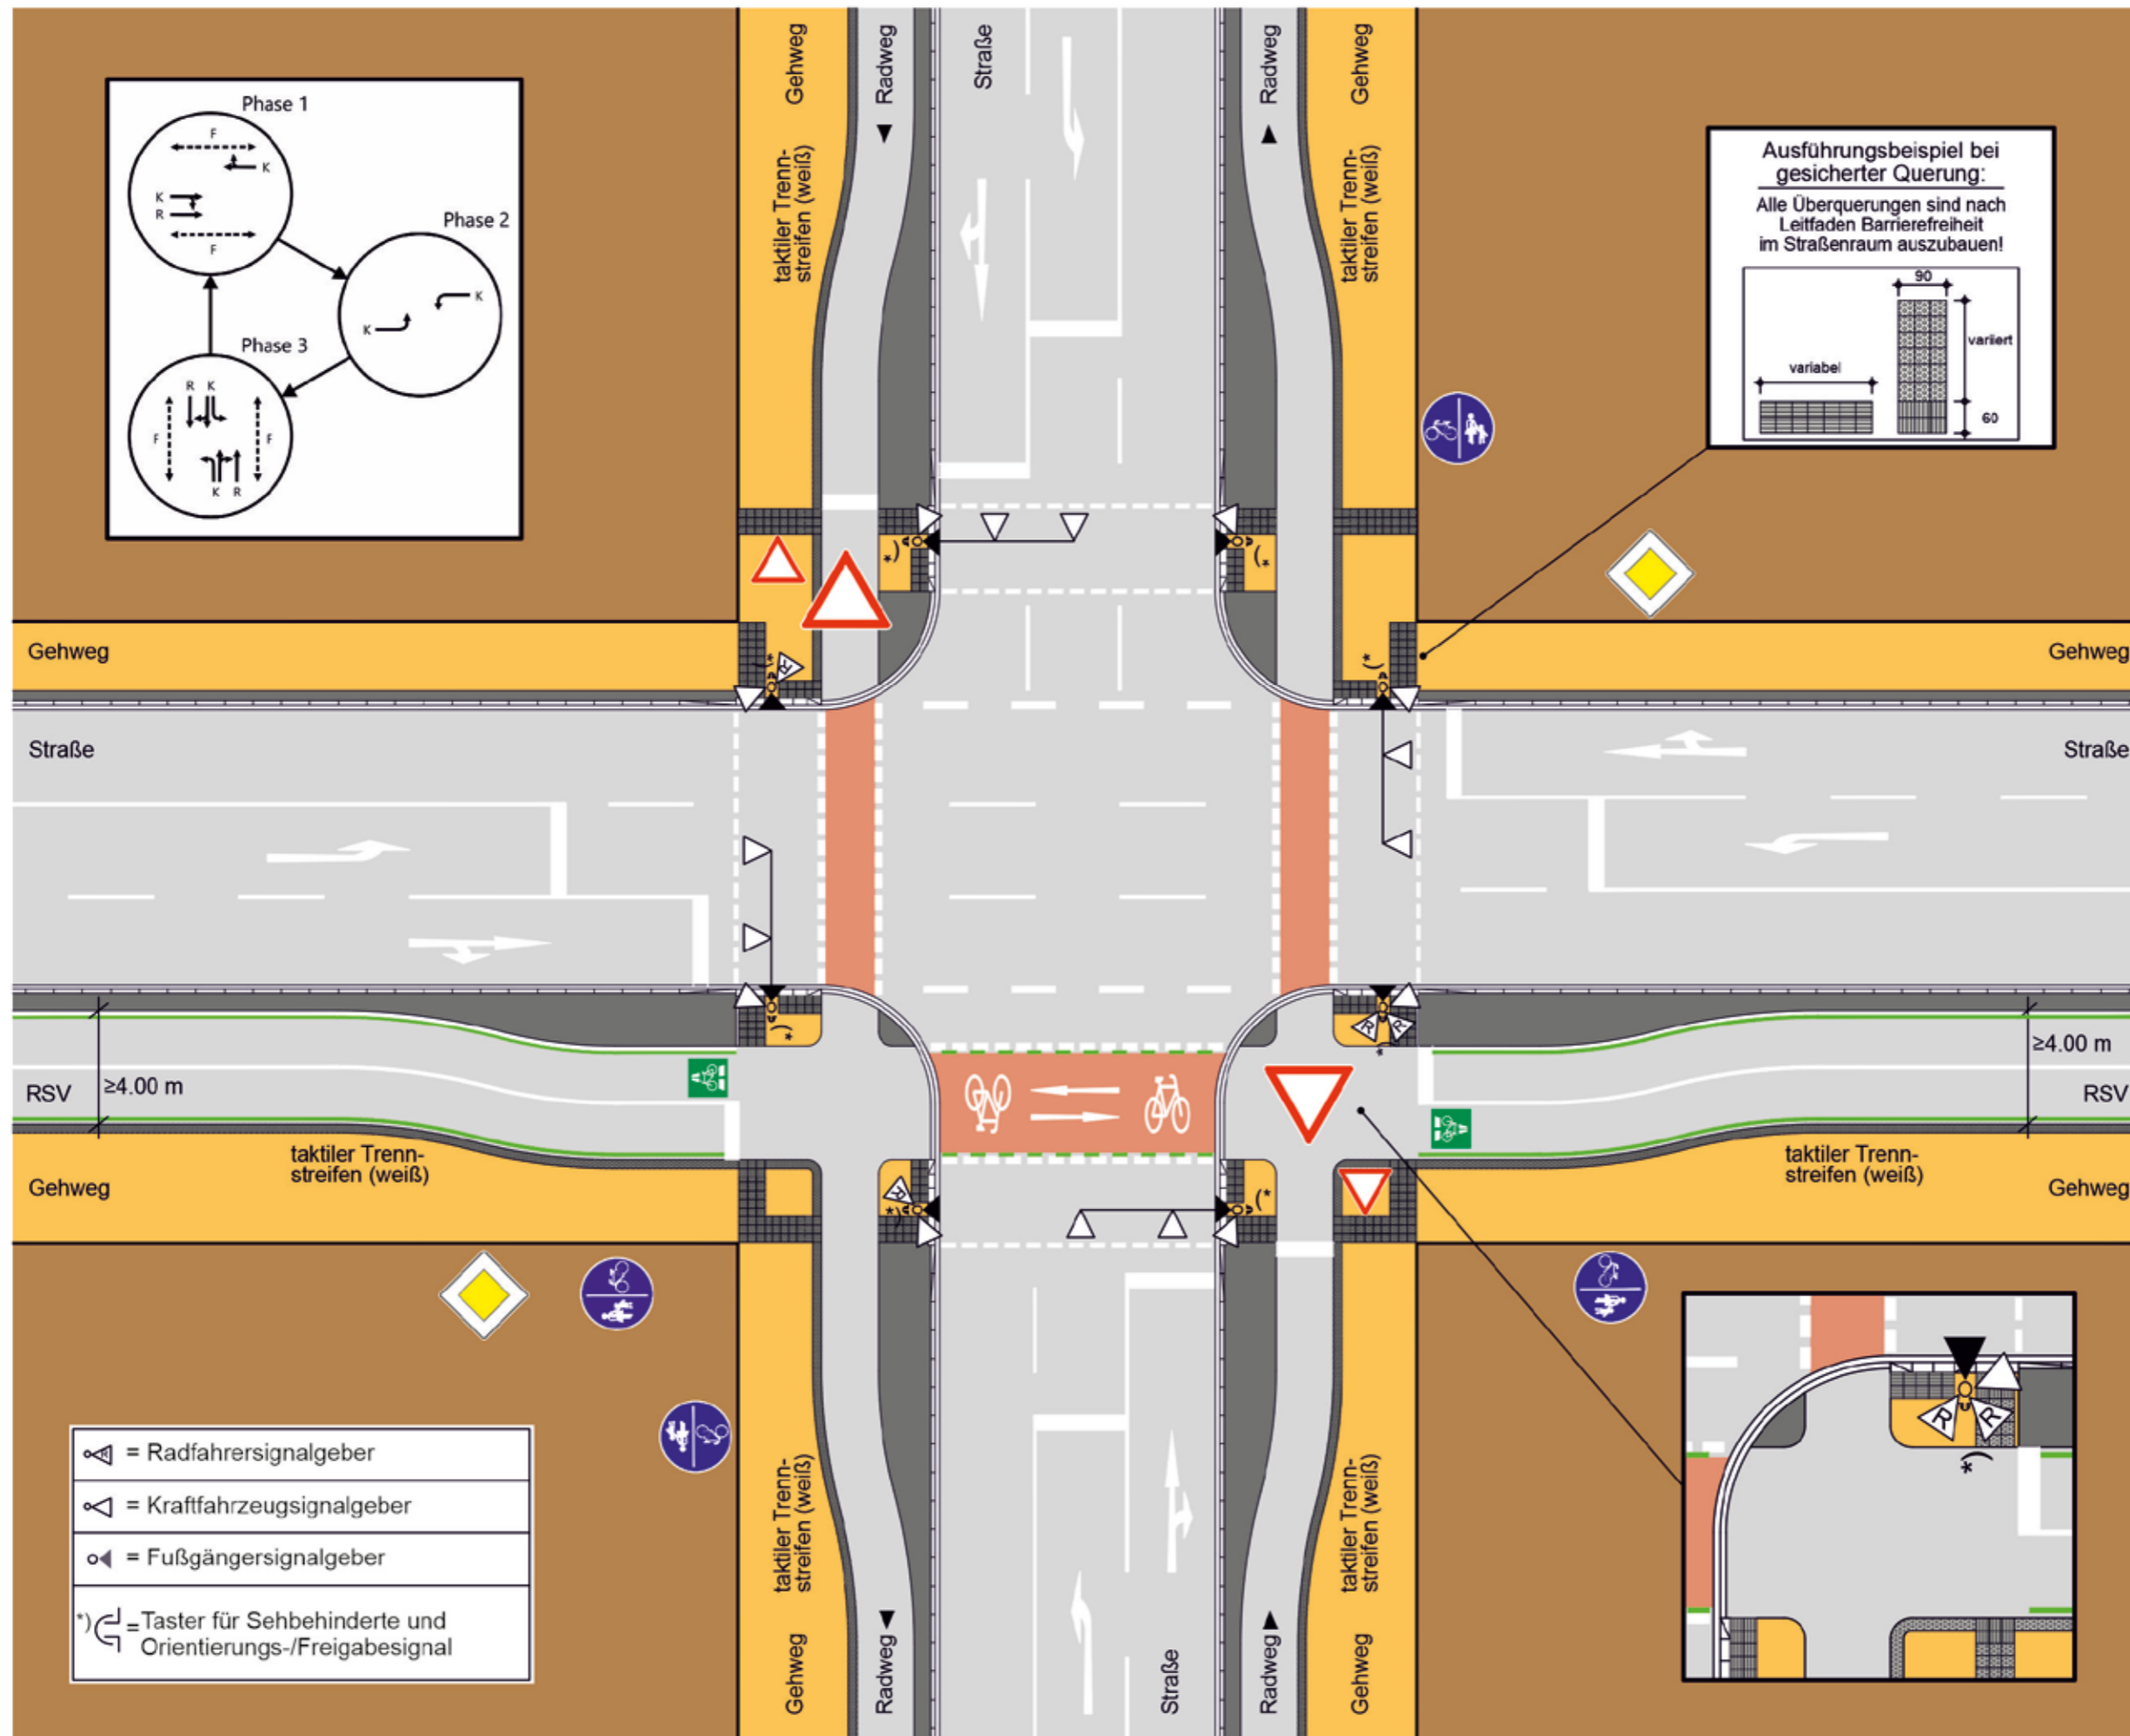 Gehweg
Radweg
Straße
Radweg
Gehweg
taktiler Trenn-
streifen (weiß)
taktiler Trenn-
streifen (weiß)
Phase 1
F
K
K
R
F
Phase 2
K
K
Phase 3
R K
F
F
K R
Ausführungsbeispiel bei
gesicherter Querung:
Alle Überquerungen sind nach
Leitfaden Barrierefreiheit
im Straßenraum auszubauen!
90
variiert
variabel
60
*)
*)
Gehweg
*)
R
*)
Gehweg
Straße
Straße
*)
R R
*)
RSV
≥4.00 m
≥4.00 m
RSV
taktiler Trenn-
streifen (weiß)
Gehweg
taktiler Trenn-
streifen (weiß)
Gehweg
R
*)
*)
R R
*)
R = Radfahrersignalgeber
= Kraftfahrzeugsignalgeber
= Fußgängersignalgeber
*) = Taster für Sehbehinderte und
Orientierungs-/Freigabesignal
taktiler Trenn-
streifen (weiß)
taktiler Trenn-
streifen (weiß)
Gehweg
Radweg
Straße
Radweg
Gehweg